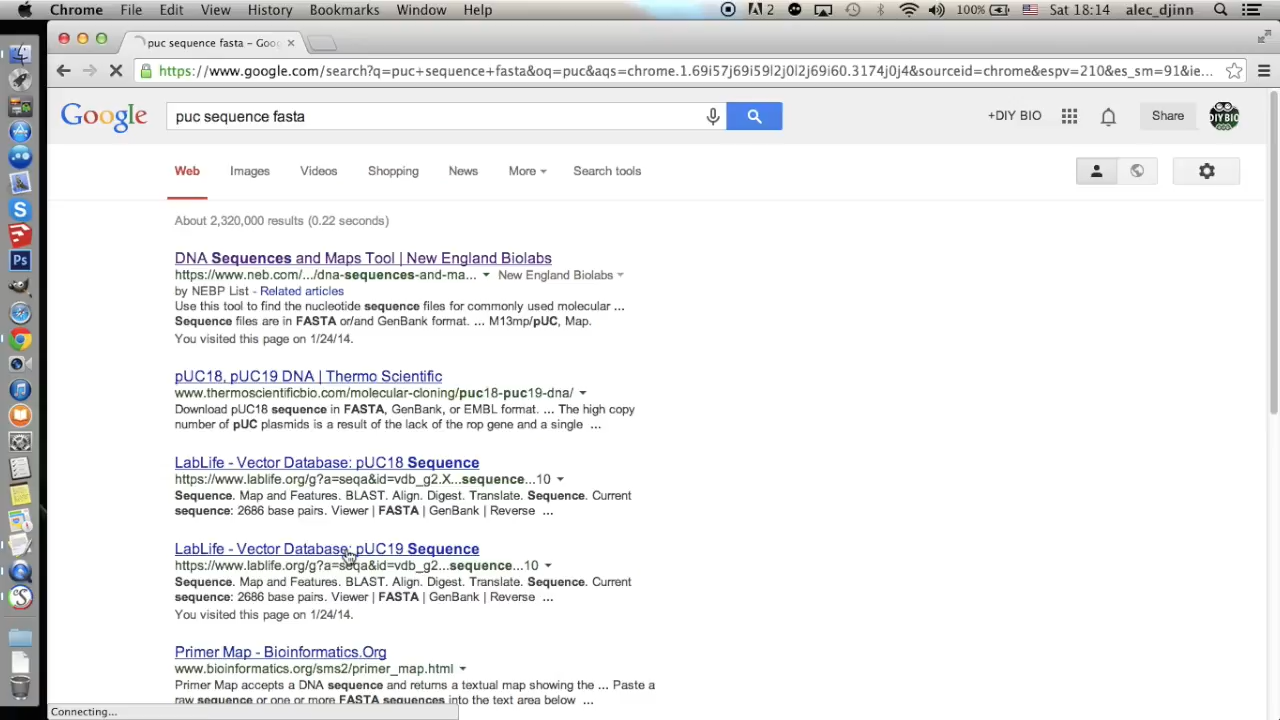 Chrome File Edit View History Bookmarks Window Help 2 100% Sat 18:14 alec_djinn
puc sequence fasta – Goo
https://www.google.com/search?q=puc+sequence+fasta&oq=puc&aqs=chrome.1.69i57j69i59l2j0l2j69i60.3174j0j4&sourceid=chrome&espv=210&es_sm=91&ie...
Google puc sequence fasta +DIY BIO Share DIY BIO
Web Images Videos Shopping News More Search tools
About 2,320,000 results (0.22 seconds)
DNA Sequences and Maps Tool | New England Biolabs
https://www.neb.com/.../dna-sequences-and-ma... New England Biolabs
by NEBP List - Related articles
Use this tool to find the nucleotide sequence files for commonly used molecular ...
Sequence files are in FASTA or/and GenBank format. ... M13mp/pUC, Map.
You visited this page on 1/24/14.
pUC18, pUC19 DNA | Thermo Scientific
www.thermoscientificbio.com/molecular-cloning/puc18-puc19-dna/
Download pUC18 sequence in FASTA, GenBank, or EMBL format. ... The high copy
number of pUC plasmids is a result of the lack of the rop gene and a single ...
LabLife - Vector Database: pUC18 Sequence
https://www.lablife.org/g?a=seqa&id=vdb_g2.X...sequence...10
Sequence. Map and Features. BLAST. Align. Digest. Translate. Sequence. Current
sequence: 2686 base pairs. Viewer | FASTA | GenBank | Reverse ...
LabLife - Vector Database: pUC19 Sequence
https://www.lablife.org/g?a=seqa&id=vdb_g2...sequence...10
Sequence. Map and Features. BLAST. Align. Digest. Translate. Sequence. Current
sequence: 2686 base pairs. Viewer | FASTA | GenBank | Reverse ...
You visited this page on 1/24/14.
Primer Map - Bioinformatics.Org
www.bioinformatics.org/sms2/primer_map.html
Primer Map accepts a DNA sequence and returns a textual map showing the ... Paste a
raw sequence or one or more FASTA sequences into the text area below ...
Connecting...
S
Ps